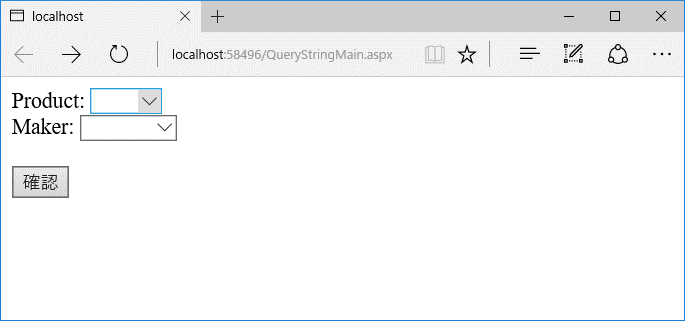 localhost
localhost:58496/QueryStringMain.aspx
Product:
Maker:
確認